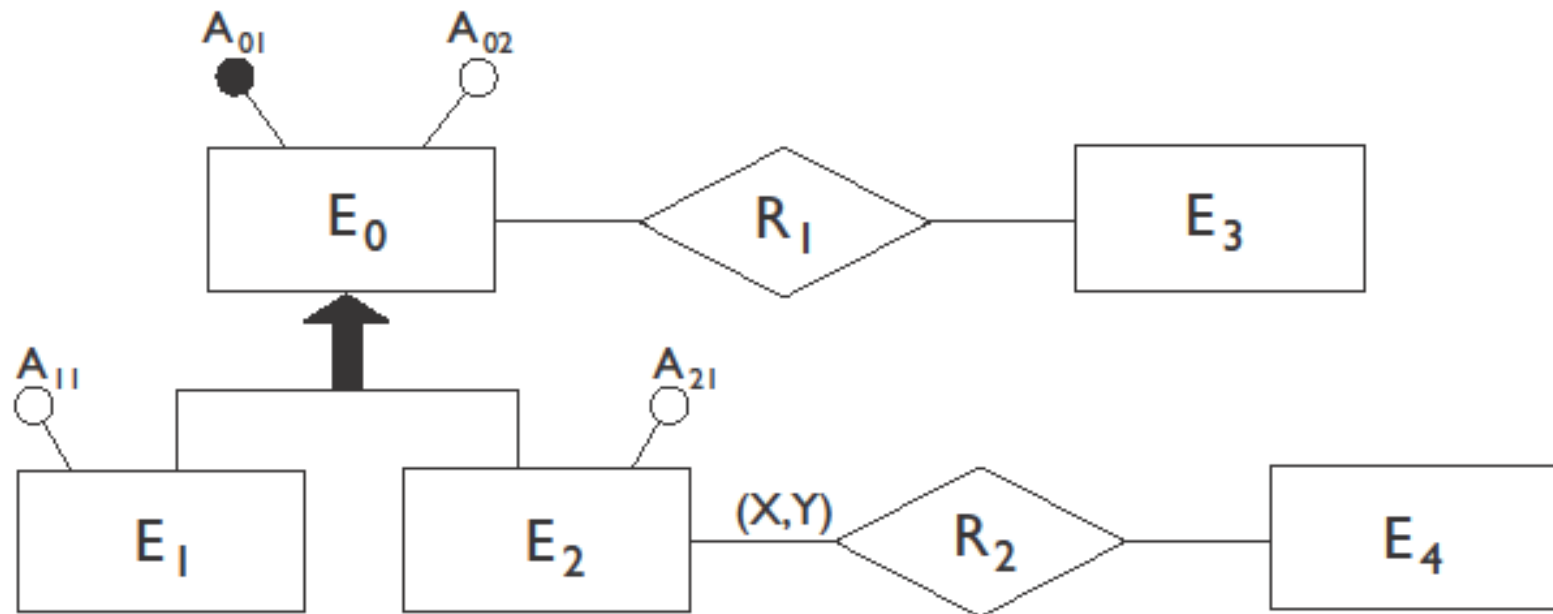 A₀₁ A₀₂
E₀ R₁ E₃
A₁₁ A₂₁
(X,Y)
E₁ E₂ R₂ E₄